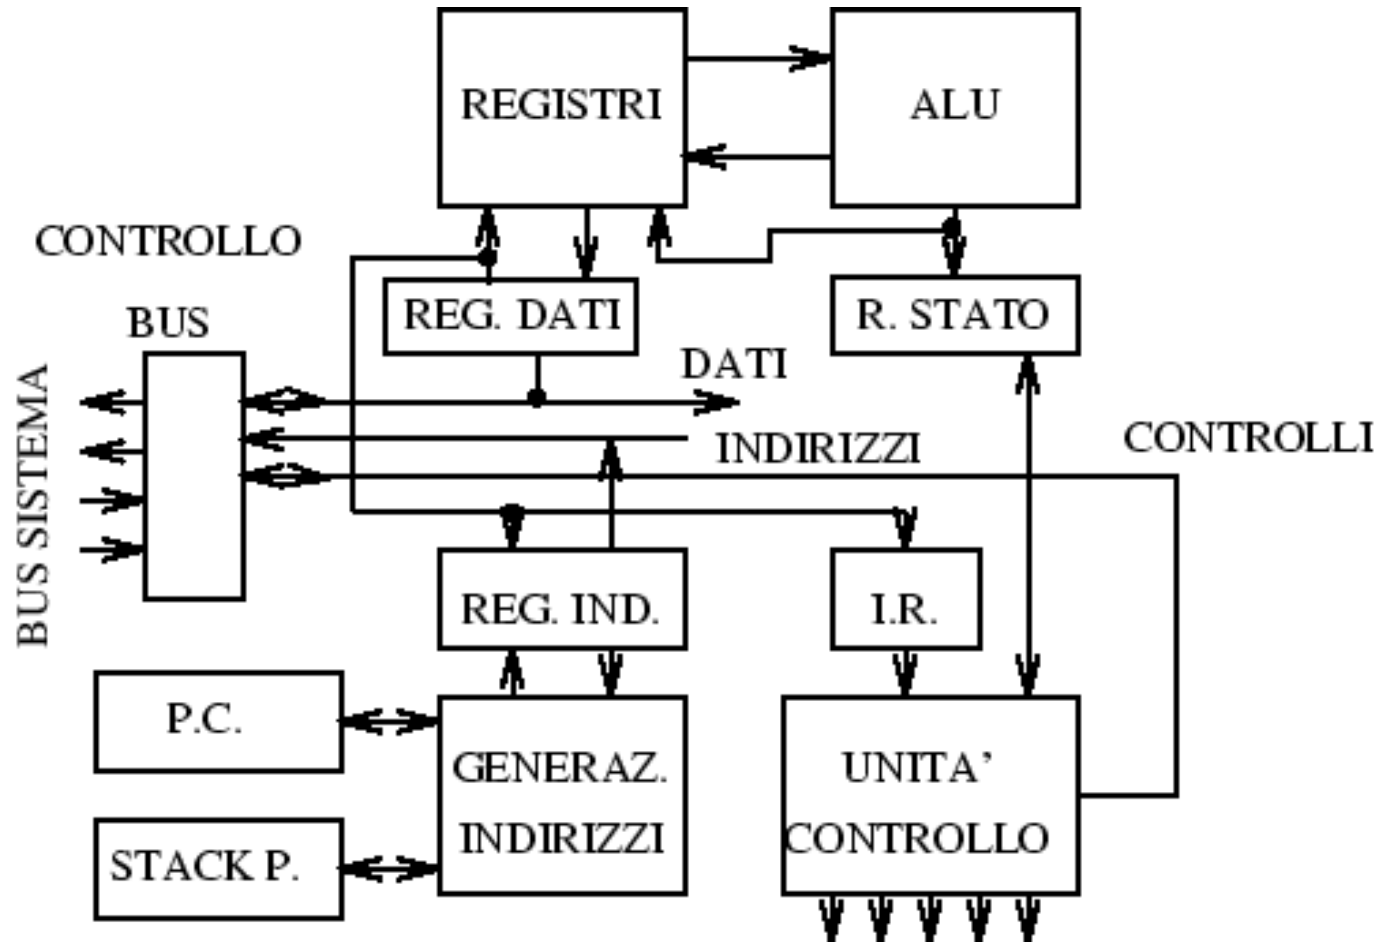 REGISTRI
ALU
CONTROLLO
BUS
REG. DATI
R. STATO
DATI
BUS SISTEMA
INDIRIZZI
CONTROLLI
REG. IND.
I.R.
P.C.
GENERAZ.
INDIRIZZI
UNITA’
CONTROLLO
STACK P.